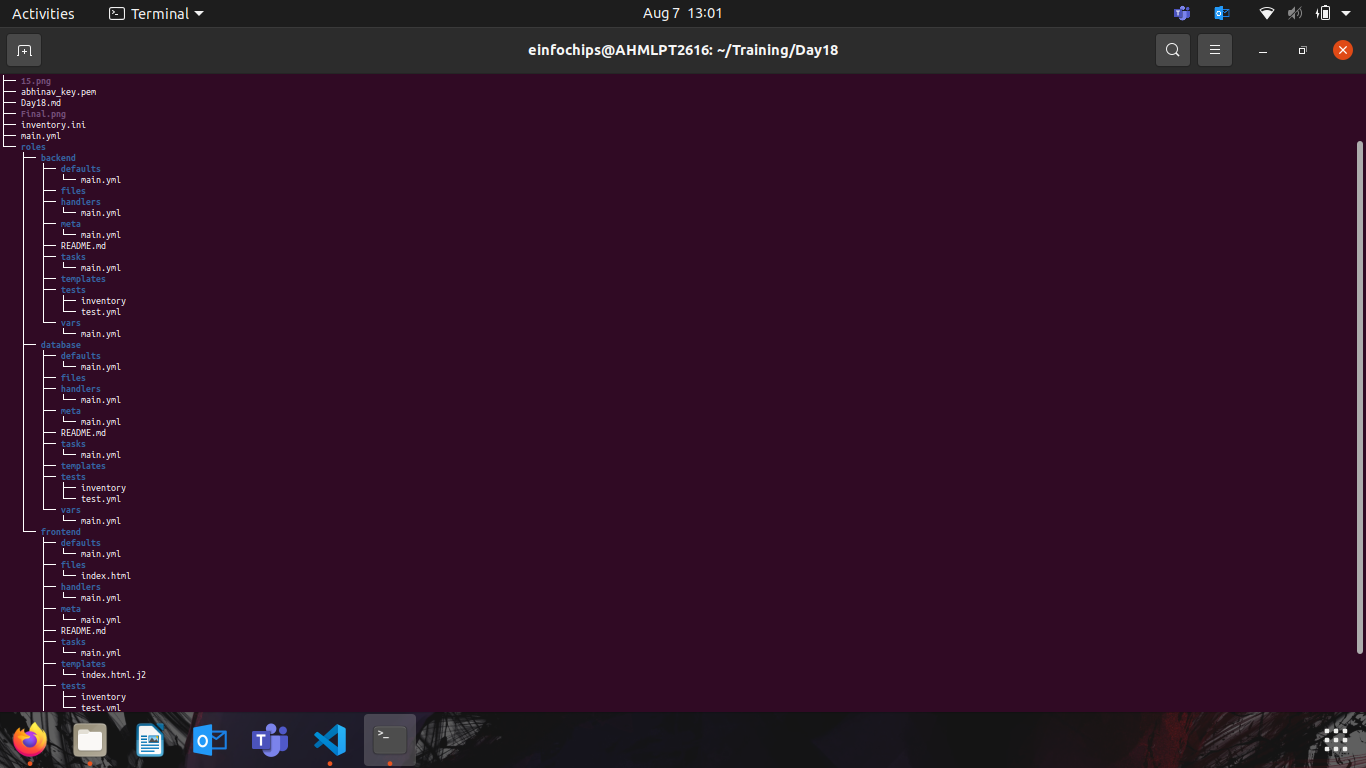 Activities Terminal Aug 7 13:01
einfochips@AHMLPT2616: ~/Training/Day18
├── 15.png
├── abhinav_key.pem
├── Day18.md
├── Final.png
├── inventory.ini
├── main.yml
└── roles
    ├── backend
    │   ├── defaults
    │   │   └── main.yml
    │   ├── files
    │   ├── handlers
    │   │   └── main.yml
    │   ├── meta
    │   │   └── main.yml
    │   ├── README.md
    │   ├── tasks
    │   │   └── main.yml
    │   ├── templates
    │   ├── tests
    │   │   ├── inventory
    │   │   └── test.yml
    │   └── vars
    │       └── main.yml
    ├── database
    │   ├── defaults
    │   │   └── main.yml
    │   ├── files
    │   ├── handlers
    │   │   └── main.yml
    │   ├── meta
    │   │   └── main.yml
    │   ├── README.md
    │   ├── tasks
    │   │   └── main.yml
    │   ├── templates
    │   ├── tests
    │   │   ├── inventory
    │   │   └── test.yml
    │   └── vars
    │       └── main.yml
    └── frontend
        ├── defaults
        │   └── main.yml
        ├── files
        │   └── index.html
        ├── handlers
        │   └── main.yml
        ├── meta
        │   └── main.yml
        ├── README.md
        ├── tasks
        │   └── main.yml
        ├── templates
        │   └── index.html.j2
        ├── tests
        │   ├── inventory
        │   └── test.yml